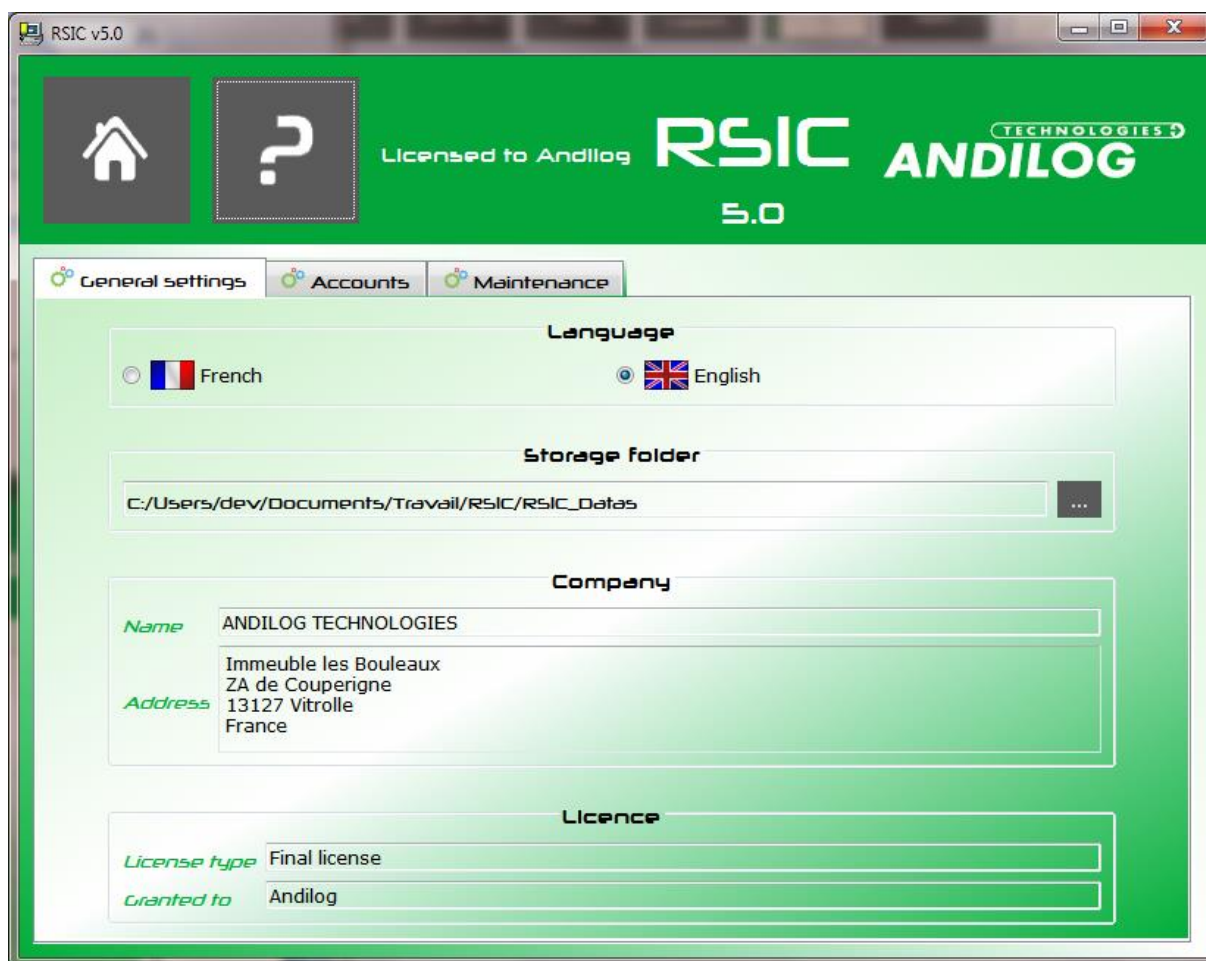 RSIC v5.0
Licensed to Andilog
RSIC
5.0
TECHNOLOGIES
ANDILOG
General settings
Accounts
Maintenance
Language
French
English
Storage folder
C:/Users/dev/Documents/Travail/RSIC/RSIC_Datas
...
Company
Name
ANDILOG TECHNOLOGIES
Address
Immeuble les Bouleaux
ZA de Couperigne
13127 Vitrolle
France
Licence
License type
Final license
Granted to
Andilog